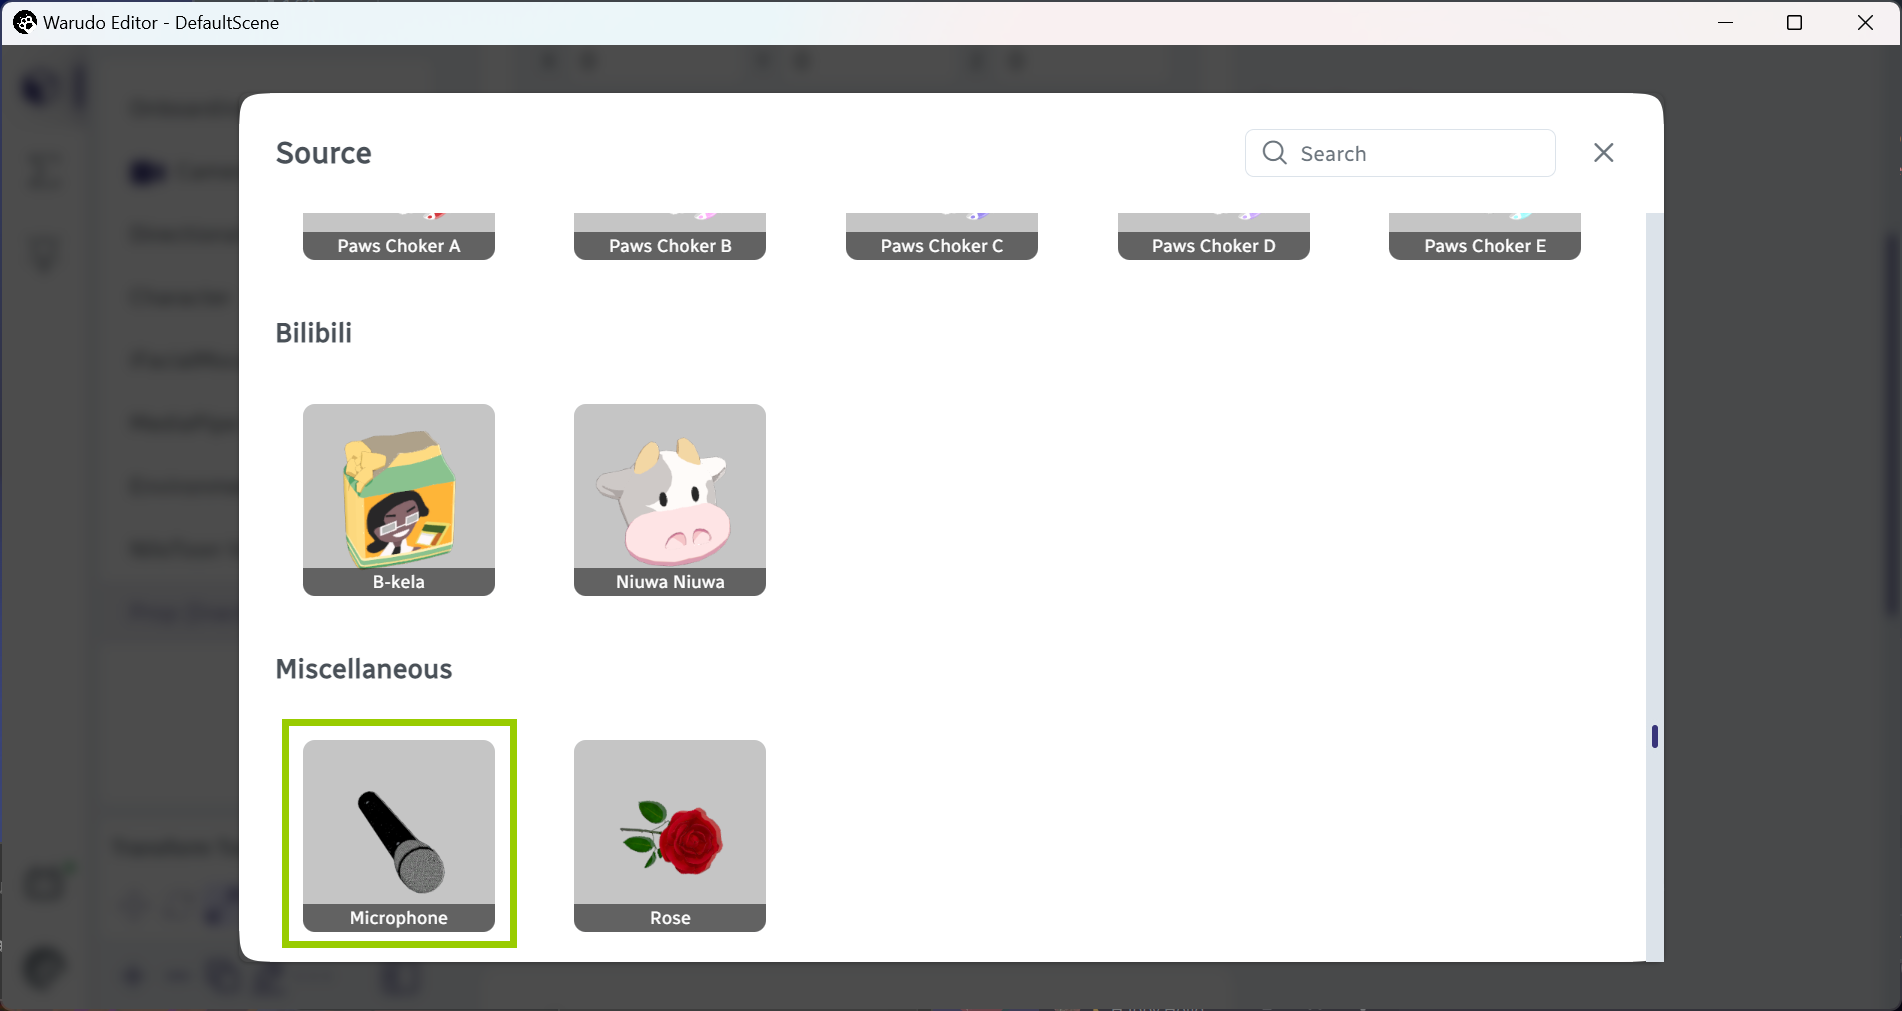 Warudo Editor - DefaultScene
Source
Search
Paws Choker A
Paws Choker B
Paws Choker C
Paws Choker D
Paws Choker E
Bilibili
B-kela
Niuwa Niuwa
Miscellaneous
Microphone
Rose